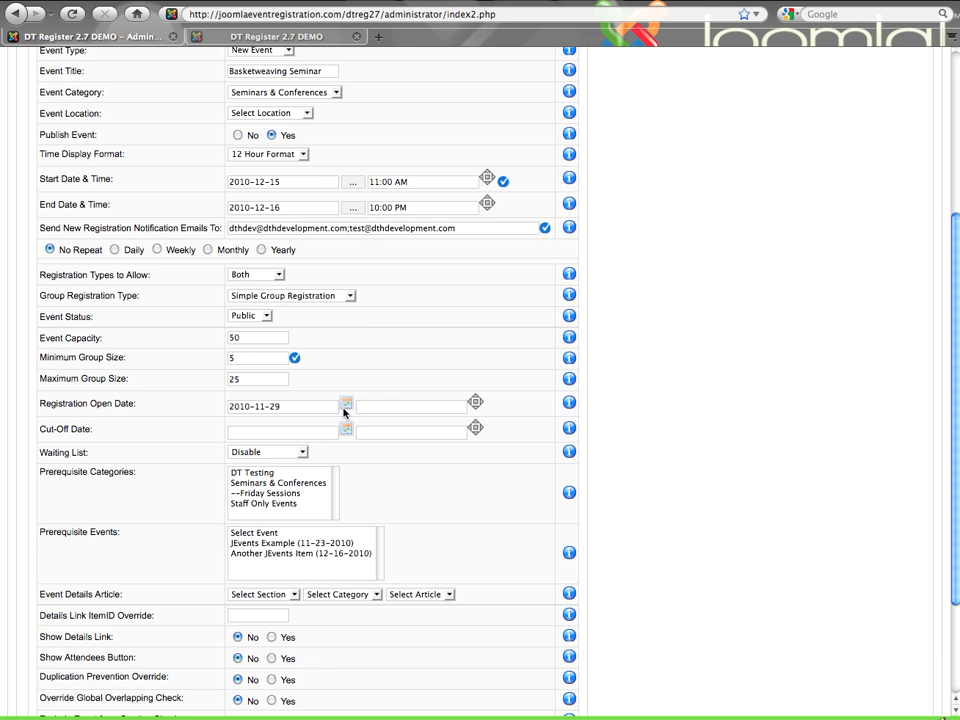 http://joomlaeventregistration.com/dtreg27/administrator/index2.php
Google
DT Register 2.7 DEMO - Admin...
DT Register 2.7 DEMO
Event Type: New Event
Event Title: Basketweaving Seminar
Event Category: Seminars & Conferences
Event Location: Select Location
Publish Event: No Yes
Time Display Format: 12 Hour Format
Start Date & Time: 2010-12-15 ... 11:00 AM
End Date & Time: 2010-12-16 ... 10:00 PM
Send New Registration Notification Emails To: dthdev@dthdevelopment.com;test@dthdevelopment.com
No Repeat Daily Weekly Monthly Yearly
Registration Types to Allow: Both
Group Registration Type: Simple Group Registration
Event Status: Public
Event Capacity: 50
Minimum Group Size: 5
Maximum Group Size: 25
Registration Open Date: 2010-11-29
Cut-Off Date:
Waiting List: Disable
Prerequisite Categories: DT Testing
Seminars & Conferences
--Friday Sessions
Staff Only Events
Prerequisite Events: Select Event
JEvents Example (11-23-2010)
Another JEvents Item (12-16-2010)
Event Details Article: Select Section Select Category Select Article
Details Link ItemID Override:
Show Details Link: No Yes
Show Attendees Button: No Yes
Duplication Prevention Override: No Yes
Override Global Overlapping Check: No Yes